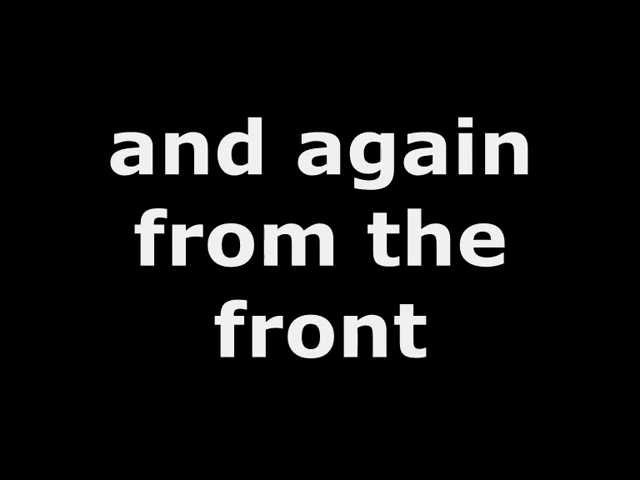 and again
from the
front